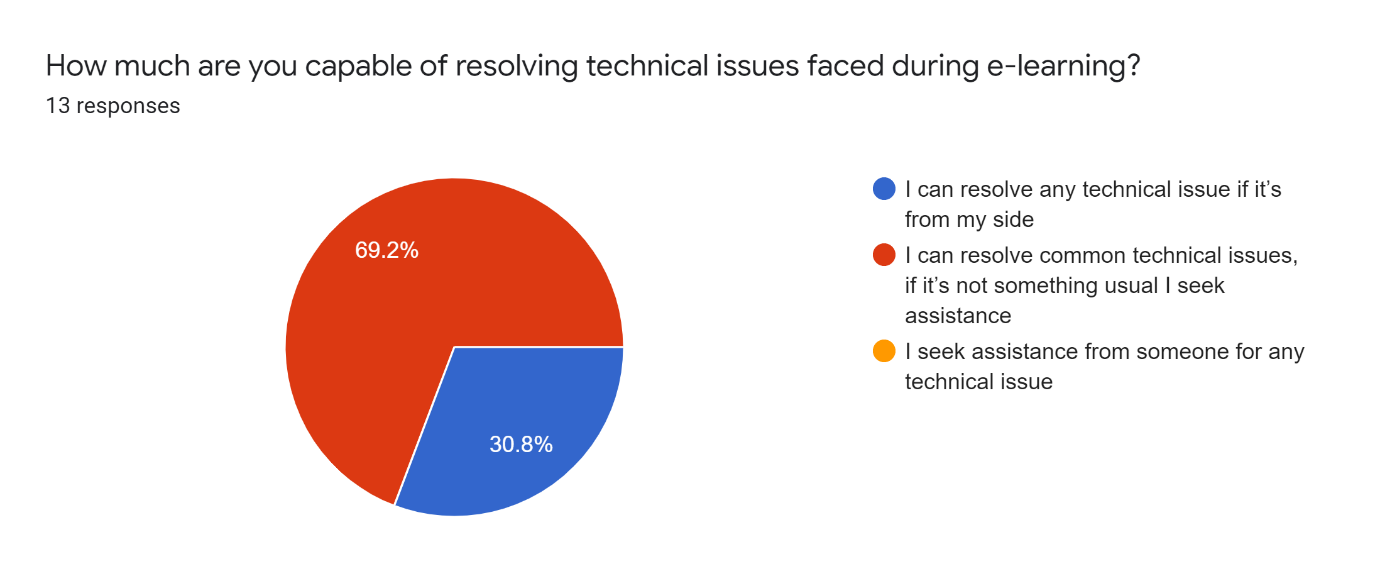 How much are you capable of resolving technical issues faced during e-learning?
13 responses
69.2%
30.8%
I can resolve any technical issue if it’s
from my side
I can resolve common technical issues,
if it’s not something usual I seek
assistance
I seek assistance from someone for any
technical issue